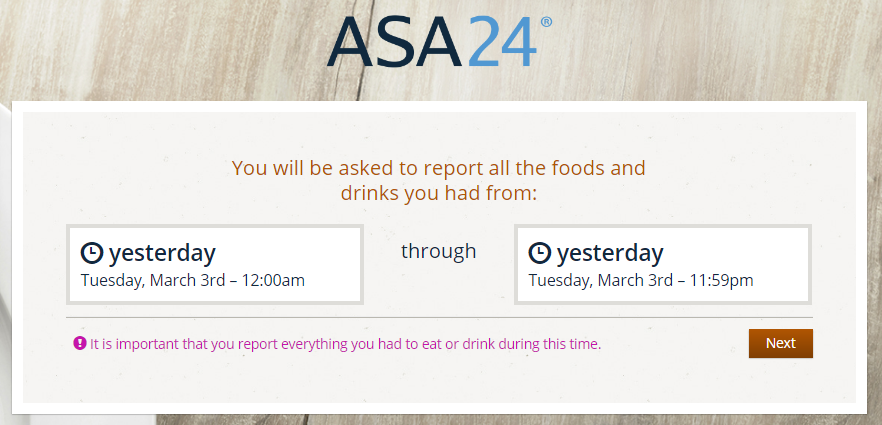 ASA24®
You will be asked to report all the foods and
drinks you had from:
yesterday
Tuesday, March 3rd – 12:00am
through
yesterday
Tuesday, March 3rd – 11:59pm
It is important that you report everything you had to eat or drink during this time.
Next